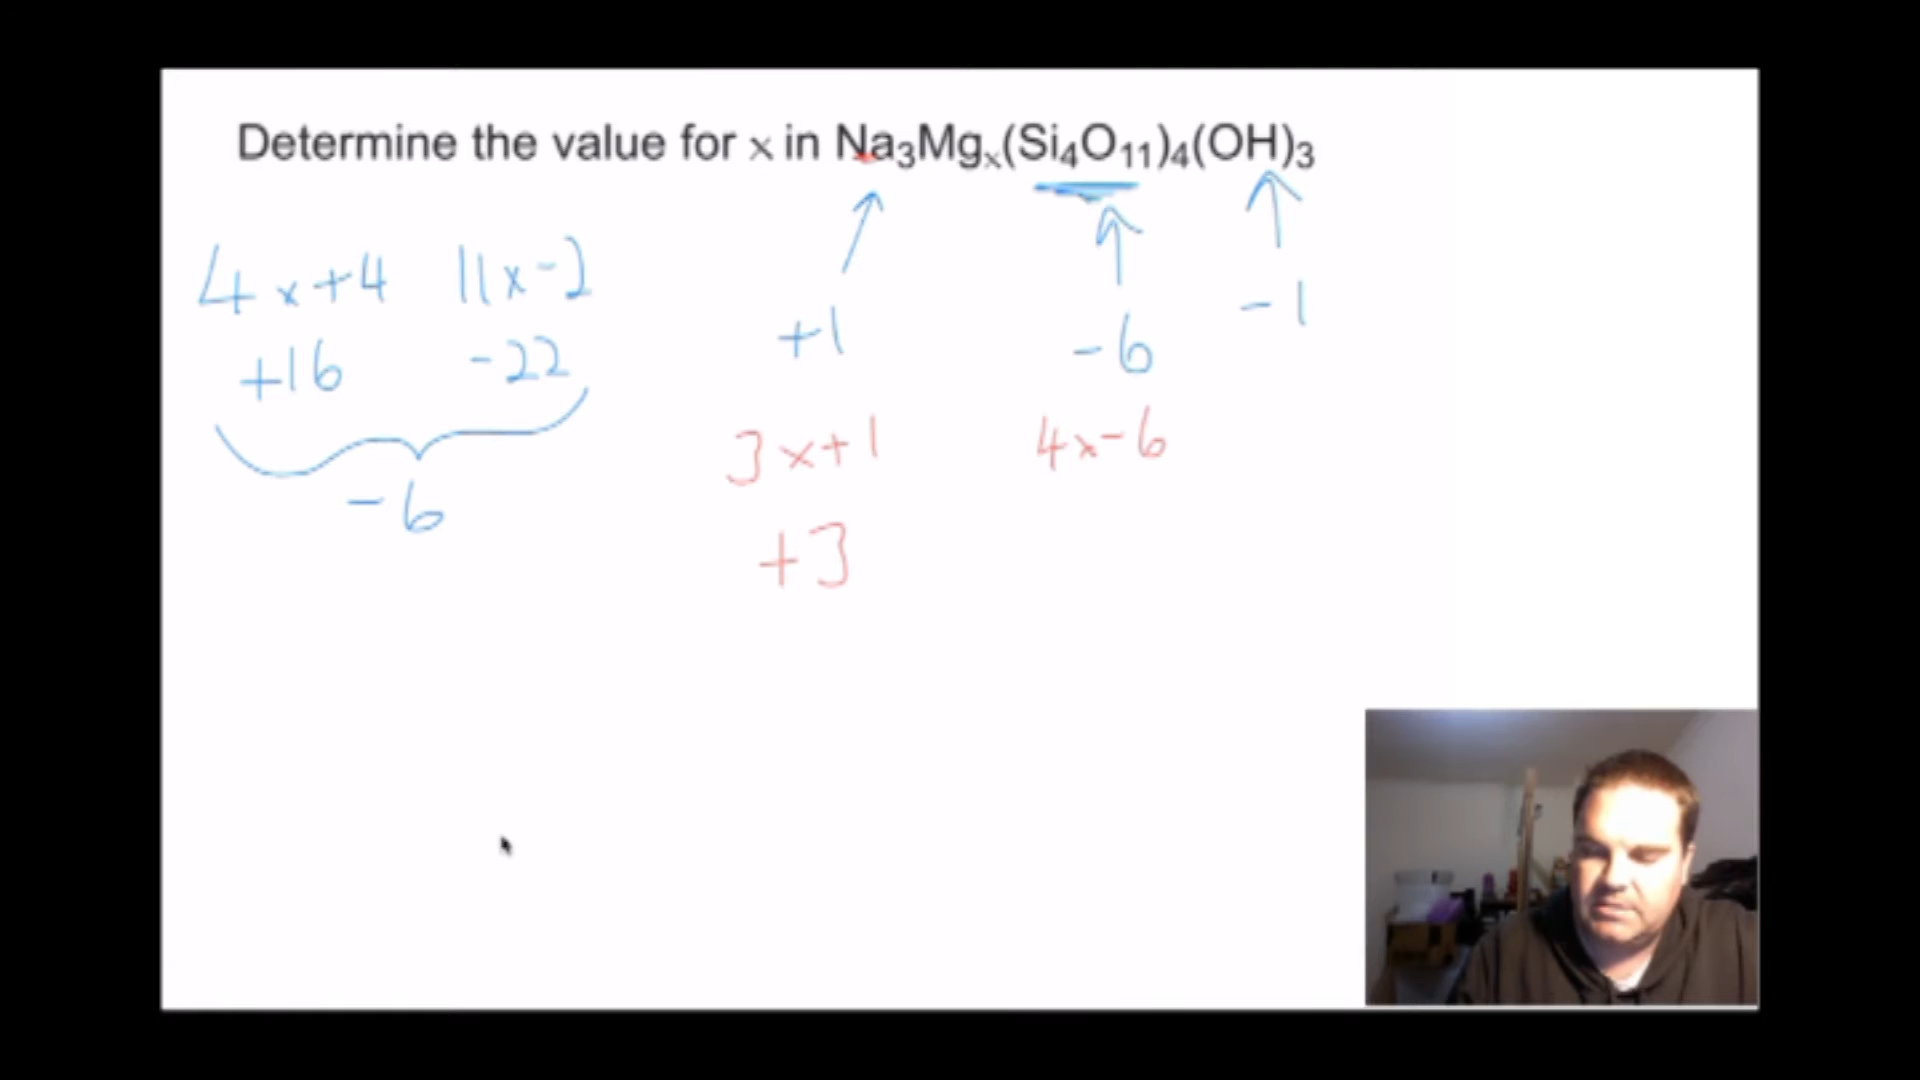 Determine the value for x in Na₃Mgₓ(Si₄O₁₁)₄(OH)₃
4x+4 11x-2
+16 -22
-6
+1 -6 -1
3x+1 4x-6
+3